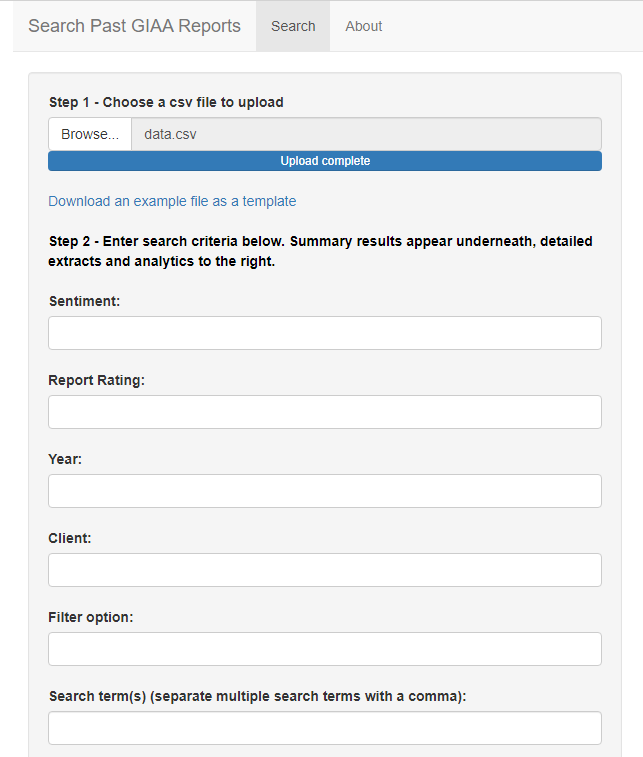 Search Past GIAA Reports Search About
Step 1 - Choose a csv file to upload
Browse... data.csv
Upload complete
Download an example file as a template
Step 2 - Enter search criteria below. Summary results appear underneath, detailed
extracts and analytics to the right.
Sentiment:
Report Rating:
Year:
Client:
Filter option:
Search term(s) (separate multiple search terms with a comma):